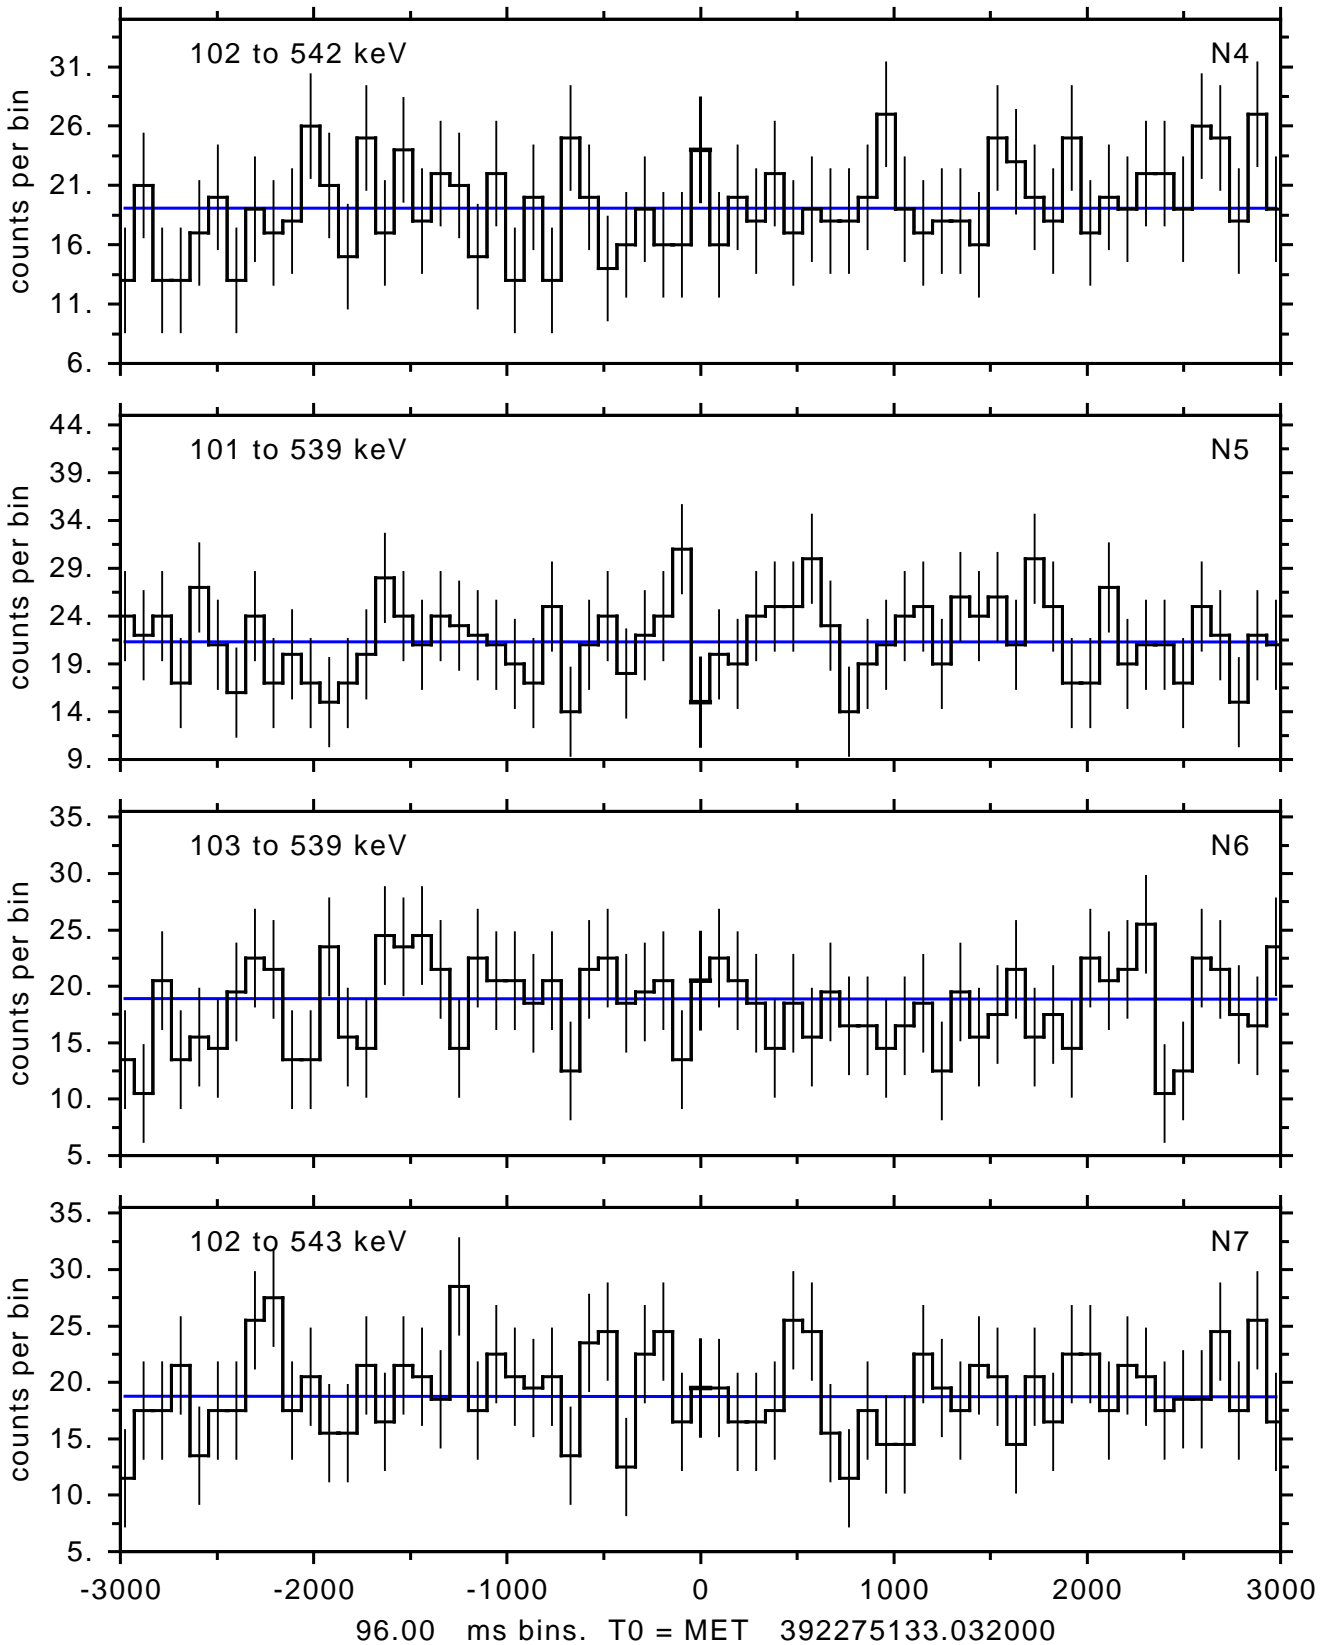 102 to 542 keV N4
31.
26.
21.
16.
11.
6.
counts per bin
101 to 539 keV N5
44.
39.
34.
29.
24.
19.
14.
9.
counts per bin
103 to 539 keV N6
35.
30.
25.
20.
15.
10.
5.
counts per bin
102 to 543 keV N7
35.
30.
25.
20.
15.
10.
5.
counts per bin
-3000 -2000 -1000 0 1000 2000 3000
96.00 ms bins. T0 = MET 392275133.032000